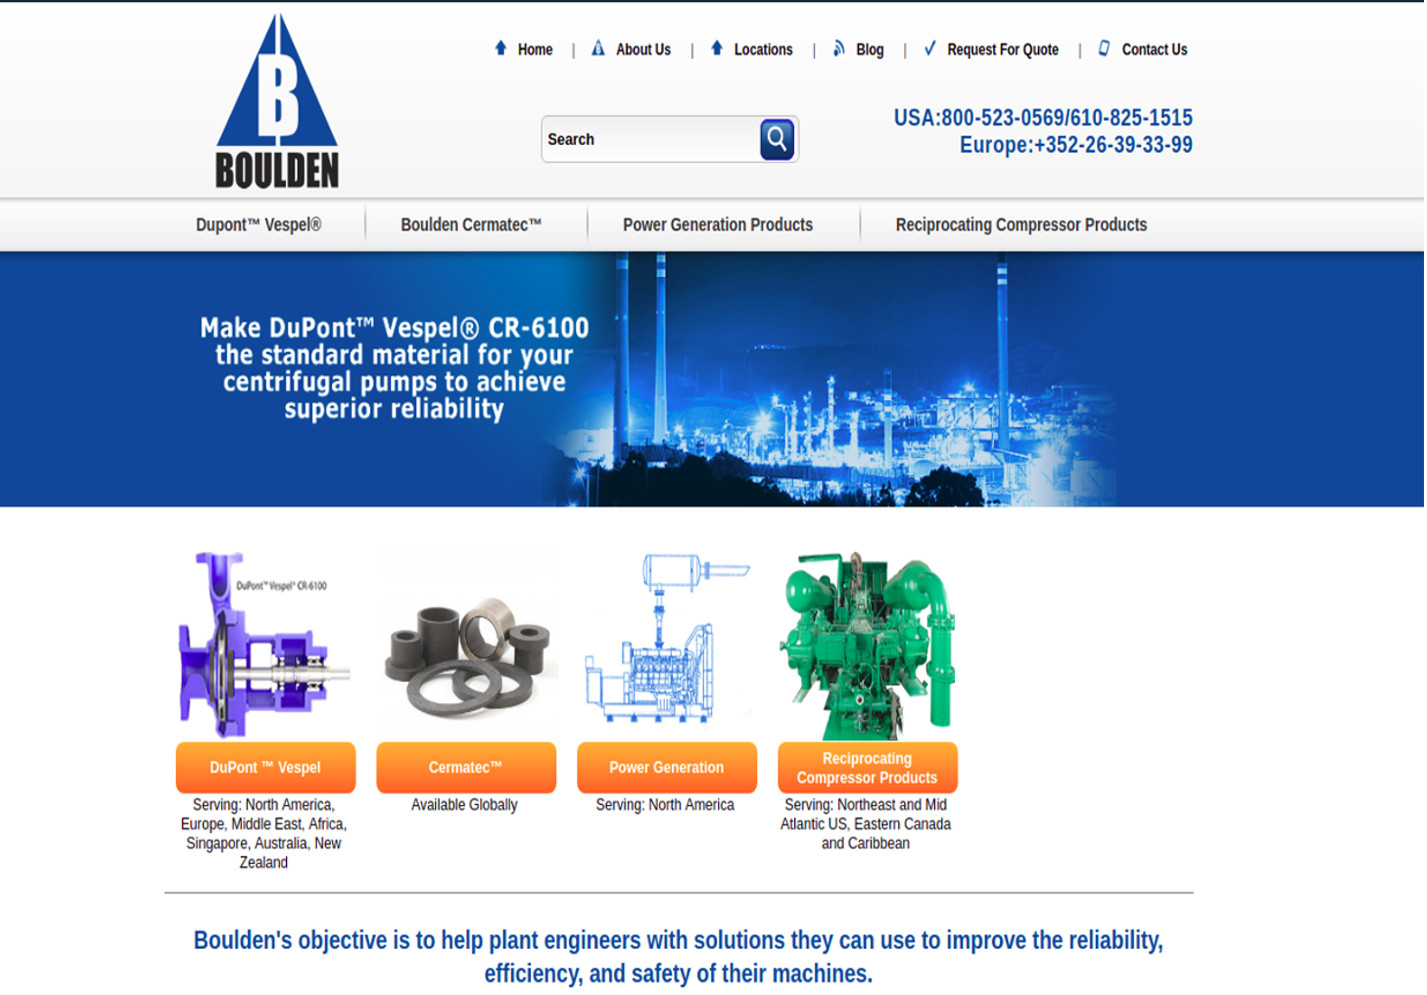 B
BOULDEN
Home | About Us | Locations | Blog | Request For Quote | Contact Us
Search
USA:800-523-0569/610-825-1515
Europe:+352-26-39-33-99
Dupont™ Vespel® Boulden Cermatec™ Power Generation Products Reciprocating Compressor Products
Make DuPont™ Vespel® CR-6100
the standard material for your
centrifugal pumps to achieve
superior reliability
DuPont™ Vespel® CR-6100
DuPont ™ Vespel
Serving: North America,
Europe, Middle East, Africa,
Singapore, Australia, New
Zealand
Cermatec™
Available Globally
Power Generation
Serving: North America
Reciprocating
Compressor Products
Serving: Northeast and Mid
Atlantic US, Eastern Canada
and Caribbean
Boulden's objective is to help plant engineers with solutions they can use to improve the reliability,
efficiency, and safety of their machines.